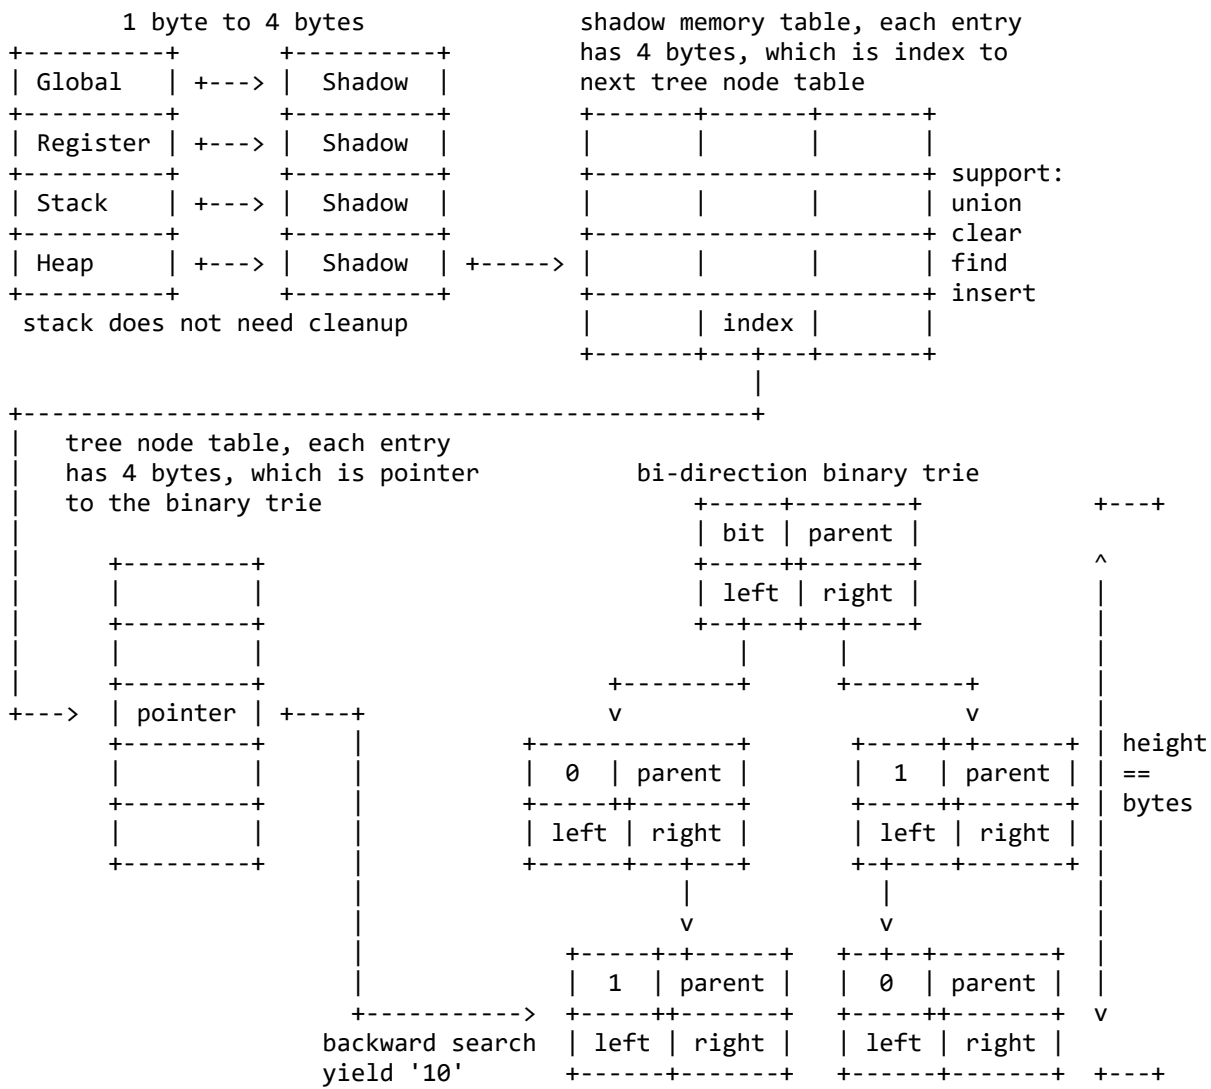 1 byte to 4 bytes
shadow memory table, each entry
has 4 bytes, which is index to
next tree node table
Global +---> Shadow
Register +---> Shadow
Stack +---> Shadow
Heap +---> Shadow +----->
support:
union
clear
find
insert
stack does not need cleanup
index
tree node table, each entry
has 4 bytes, which is pointer
to the binary trie
bi-direction binary trie
bit | parent
left | right
pointer
0 | parent
left | right
1 | parent
left | right
height
==
bytes
1 | parent
left | right
0 | parent
left | right
backward search
yield '10'